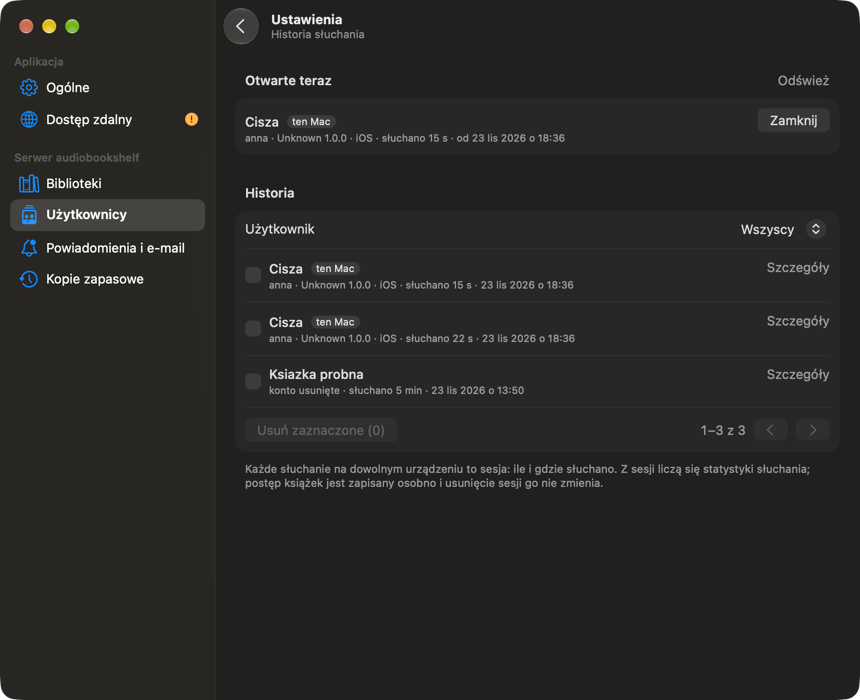 Ustawienia
Historia słuchania
Aplikacja
Ogólne
Dostęp zdalny
Serwer audiobookshelf
Biblioteki
Użytkownicy
Powiadomienia i e-mail
Kopie zapasowe
Otwarte teraz
Odśwież
Cisza ten Mac
anna · Unknown 1.0.0 · iOS · słuchano 15 s · od 23 lis 2026 o 18:36
Zamknij
Historia
Użytkownik
Wszyscy
Cisza ten Mac
anna · Unknown 1.0.0 · iOS · słuchano 15 s · 23 lis 2026 o 18:36
Szczegóły
Cisza ten Mac
anna · Unknown 1.0.0 · iOS · słuchano 22 s · 23 lis 2026 o 18:36
Szczegóły
Ksiazka probna
konto usunięte · słuchano 5 min · 23 lis 2026 o 13:50
Szczegóły
Usuń zaznaczone (0)
1–3 z 3
Każde słuchanie na dowolnym urządzeniu to sesja: ile i gdzie słuchano. Z sesji liczą się statystyki słuchania;
postęp książek jest zapisany osobno i usunięcie sesji go nie zmienia.